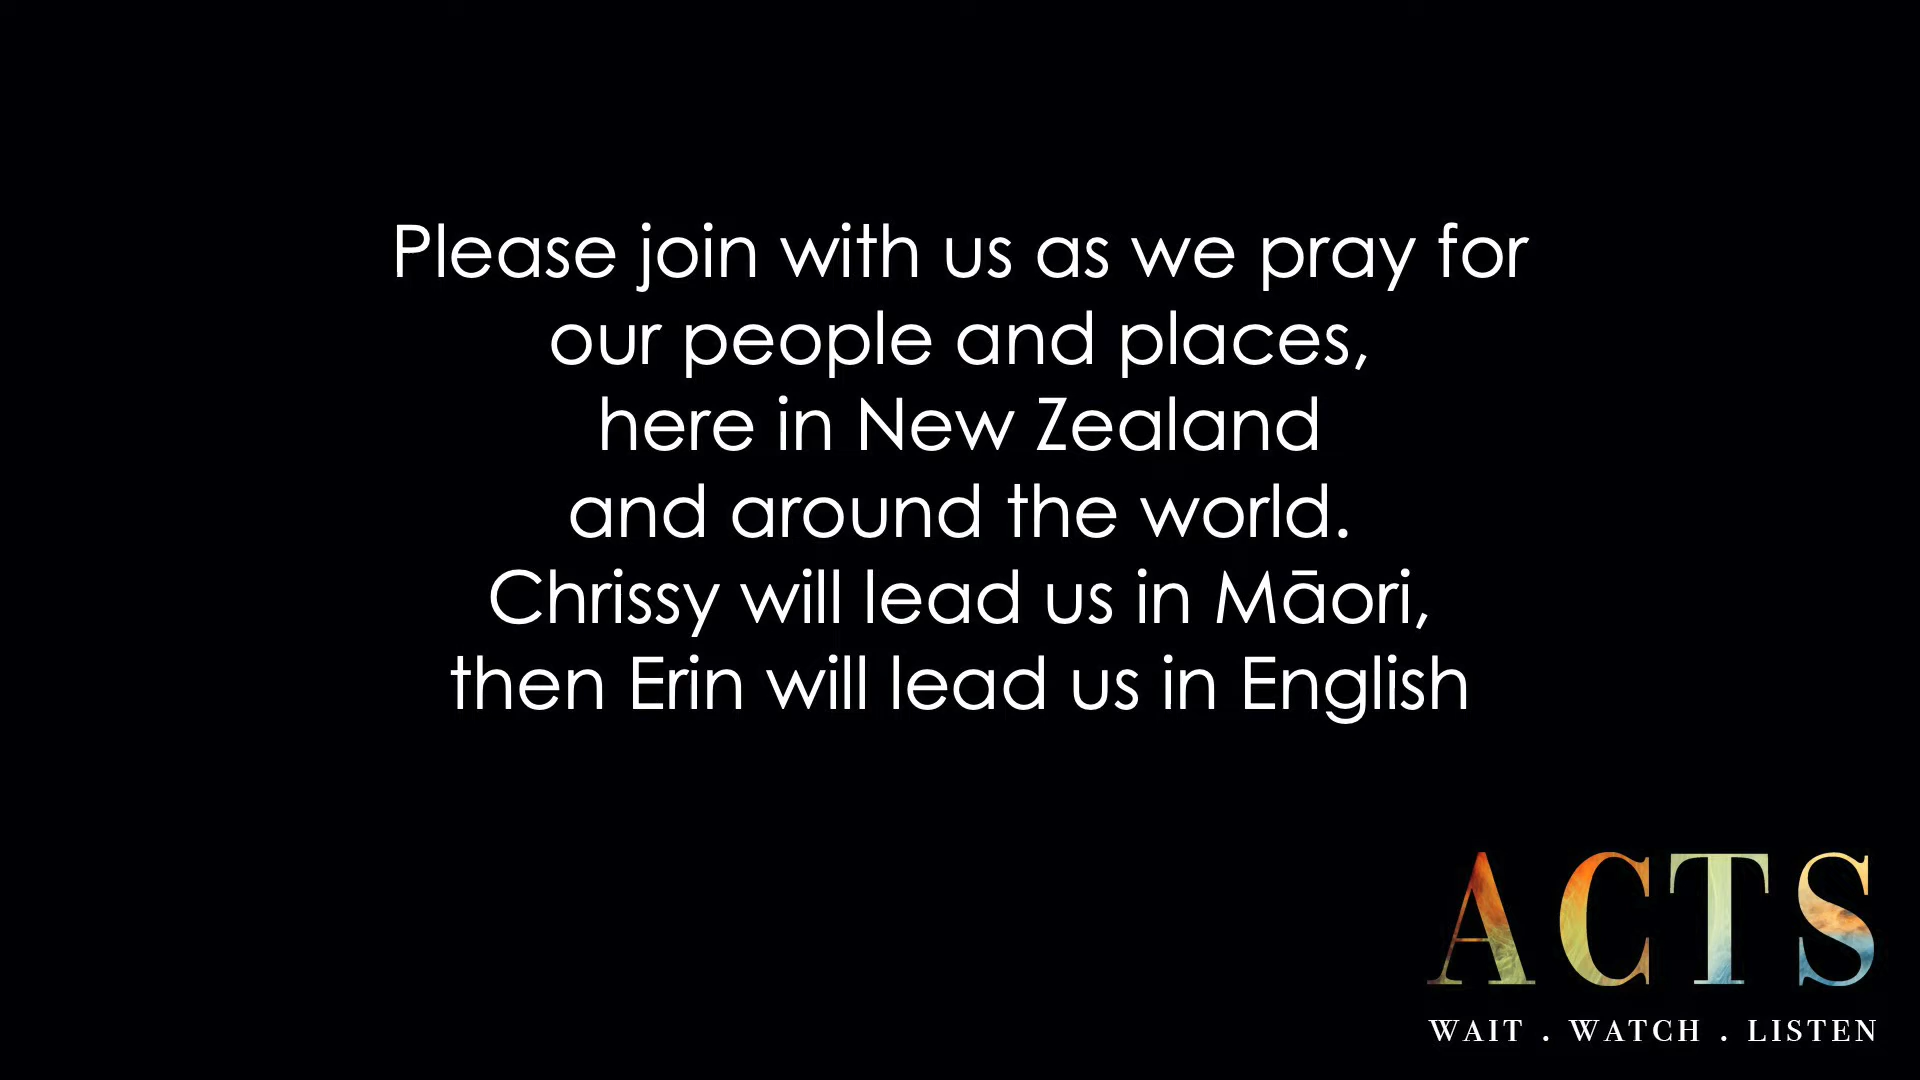 Please join with us as we pray for
our people and places,
here in New Zealand
and around the world.
Chrissy will lead us in Māori,
then Erin will lead us in English
ACTS
WAIT . WATCH . LISTEN